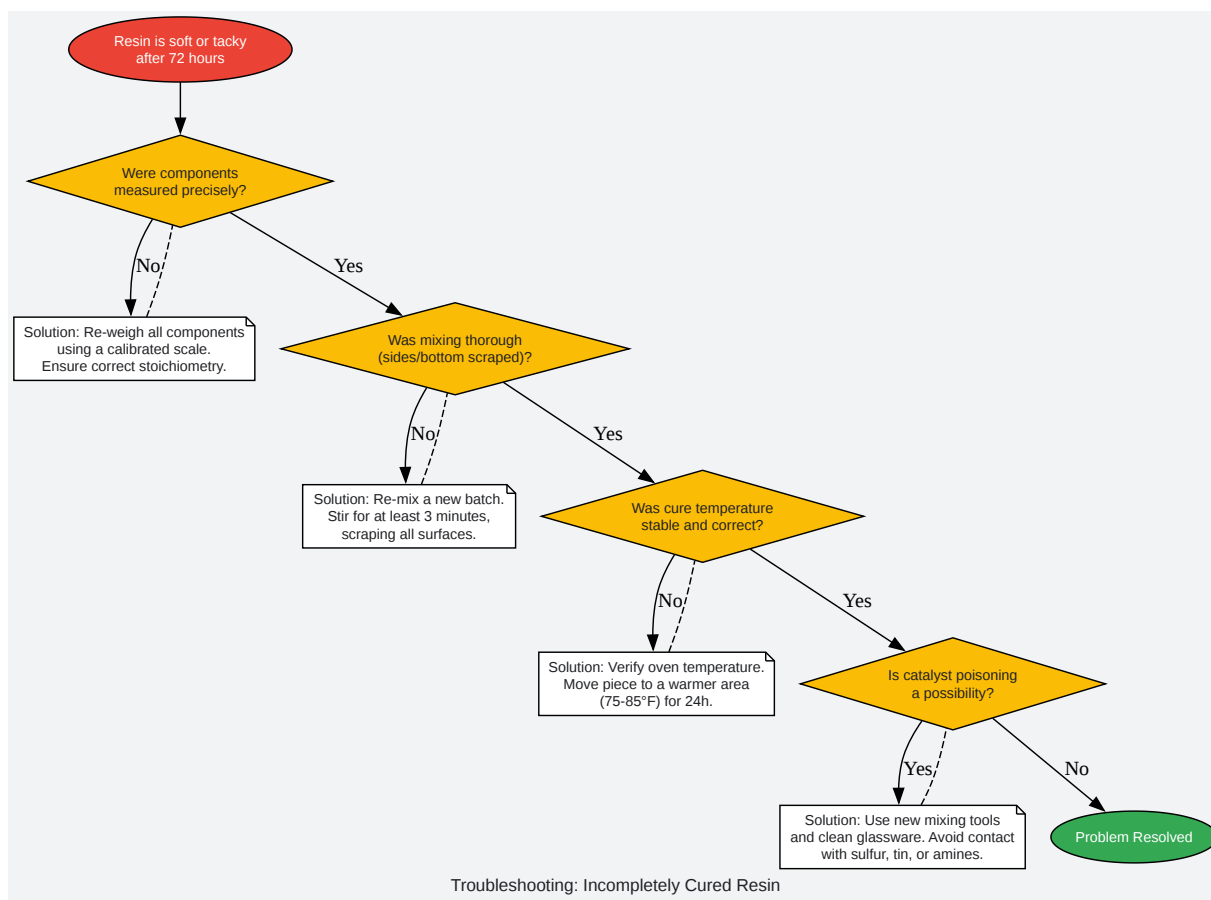 Resin is soft or tacky
after 72 hours
Were components
measured precisely?
No
Yes
Solution: Re-weigh all components
using a calibrated scale.
Ensure correct stoichiometry.
Was mixing thorough
(sides/bottom scraped)?
No
Yes
Solution: Re-mix a new batch.
Stir for at least 3 minutes,
scraping all surfaces.
Was cure temperature
stable and correct?
No
Yes
Solution: Verify oven temperature.
Move piece to a warmer area
(75-85°F) for 24h.
Is catalyst poisoning
a possibility?
Yes
No
Solution: Use new mixing tools
and clean glassware. Avoid contact
with sulfur, tin, or amines.
Problem Resolved
Troubleshooting: Incompletely Cured Resin